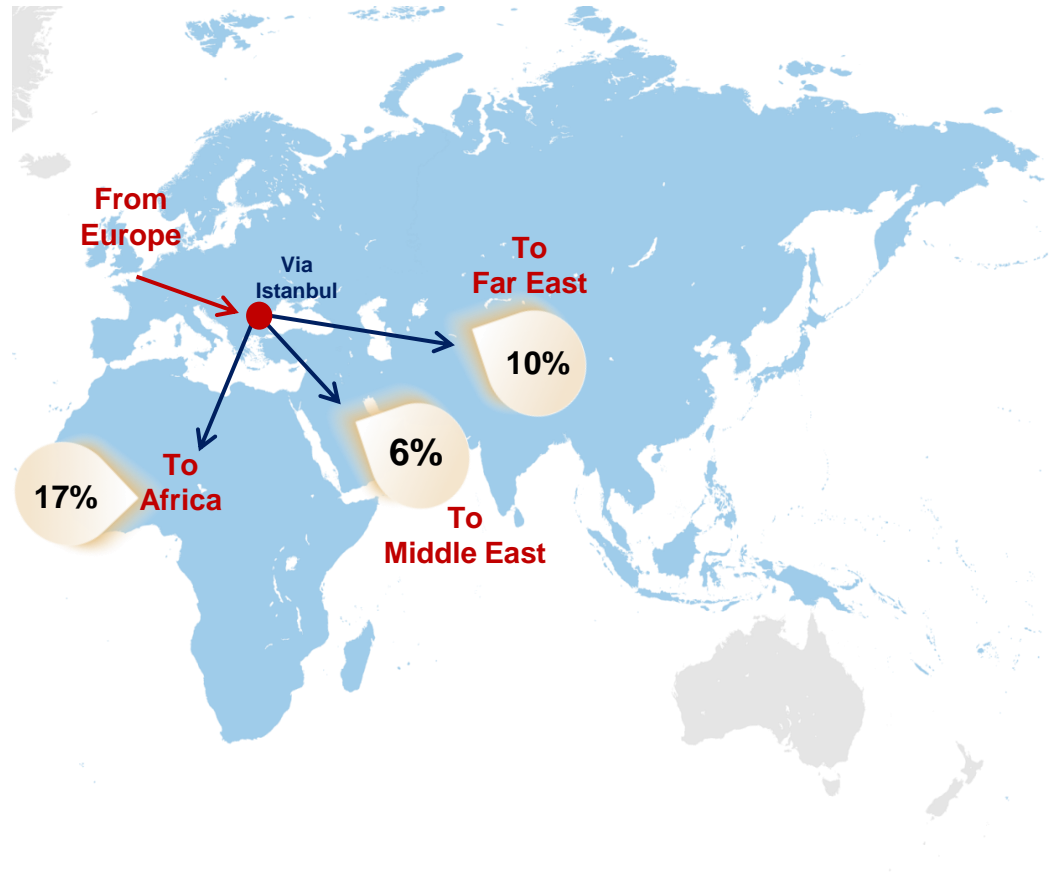 From
Europe
Via
Istanbul
To
Far East
10%
6%
To
Middle East
To
Africa
17%